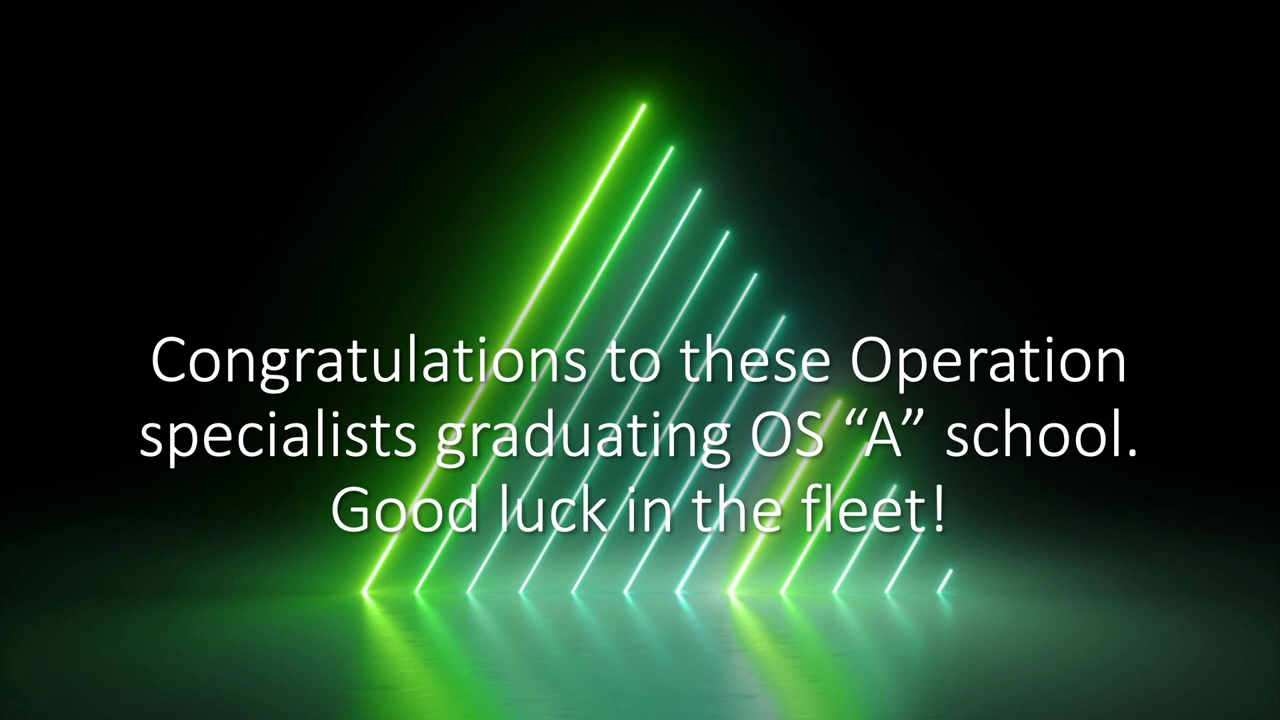 Congratulations to these Operation
specialists graduating OS “A” school.
Good luck in the fleet!